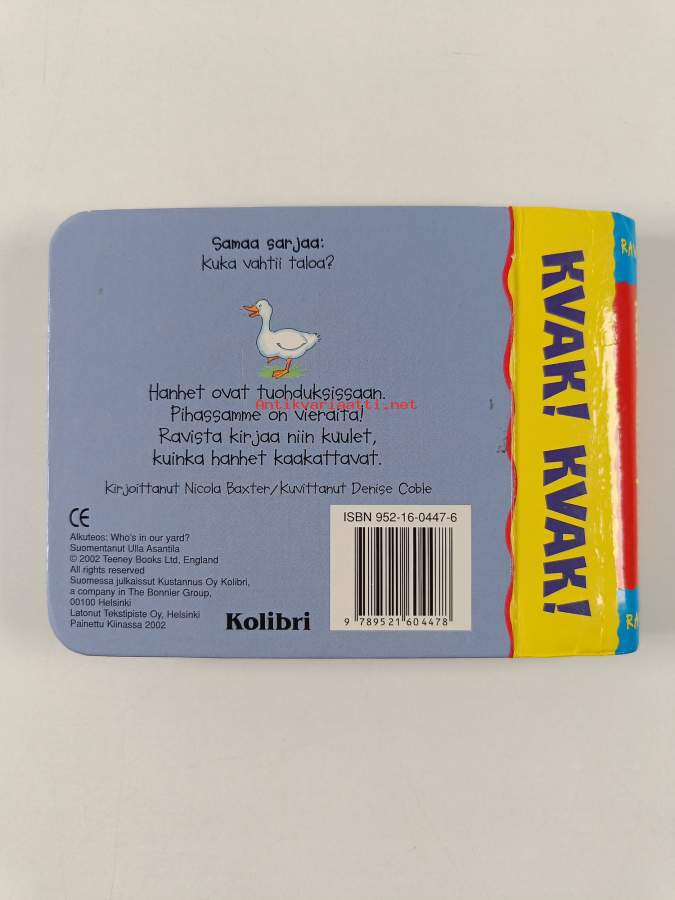 Samaa sarjaa:
Kuka vahtii taloa?
Hanhet ovat tuohduksissaan.
Antikvariaatti.net
Pihassamme on vieraita!
Ravista kirjaa niin kuulet,
kuinka hanhet kaakattavat.
Kirjoittanut Nicola Baxter/Kuvittanut Denise Coble
CE
Alkuteos: Who's in our yard?
Suomentanut Ulla Asantila
© 2002 Teeney Books Ltd, England
All rights reserved
Suomessa julkaissut Kustannus Oy Kolibri,
a company in The Bonnier Group,
00100 Helsinki
Latonut Tekstipiste Oy, Helsinki
Painettu Kiinassa 2002
Kolibri
ISBN 952-16-0447-6
9 789521 604478
KVAK! KVAK!